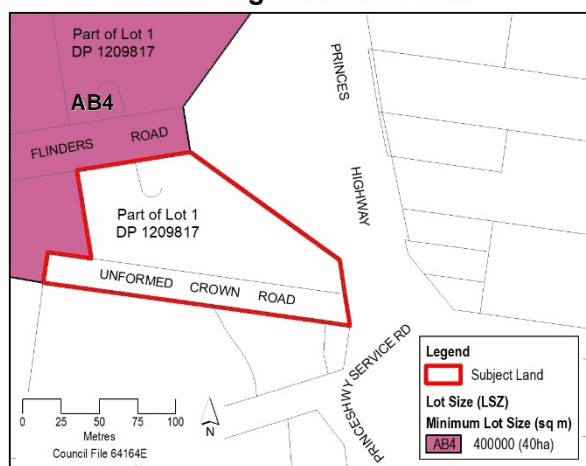 Part of Lot 1
DP 1209817
AB4
FLINDERS ROAD
PRINCES HIGHWAY
Part of Lot 1
DP 1209817
UNFORMED CROWN ROAD
PRINCESHWY SERVICE RD
0 25 50 75 100
Metres
Council File 64164E
N
Legend
Subject Land
Lot Size (LSZ)
Minimum Lot Size (sq m)
AB4 400000 (40ha)